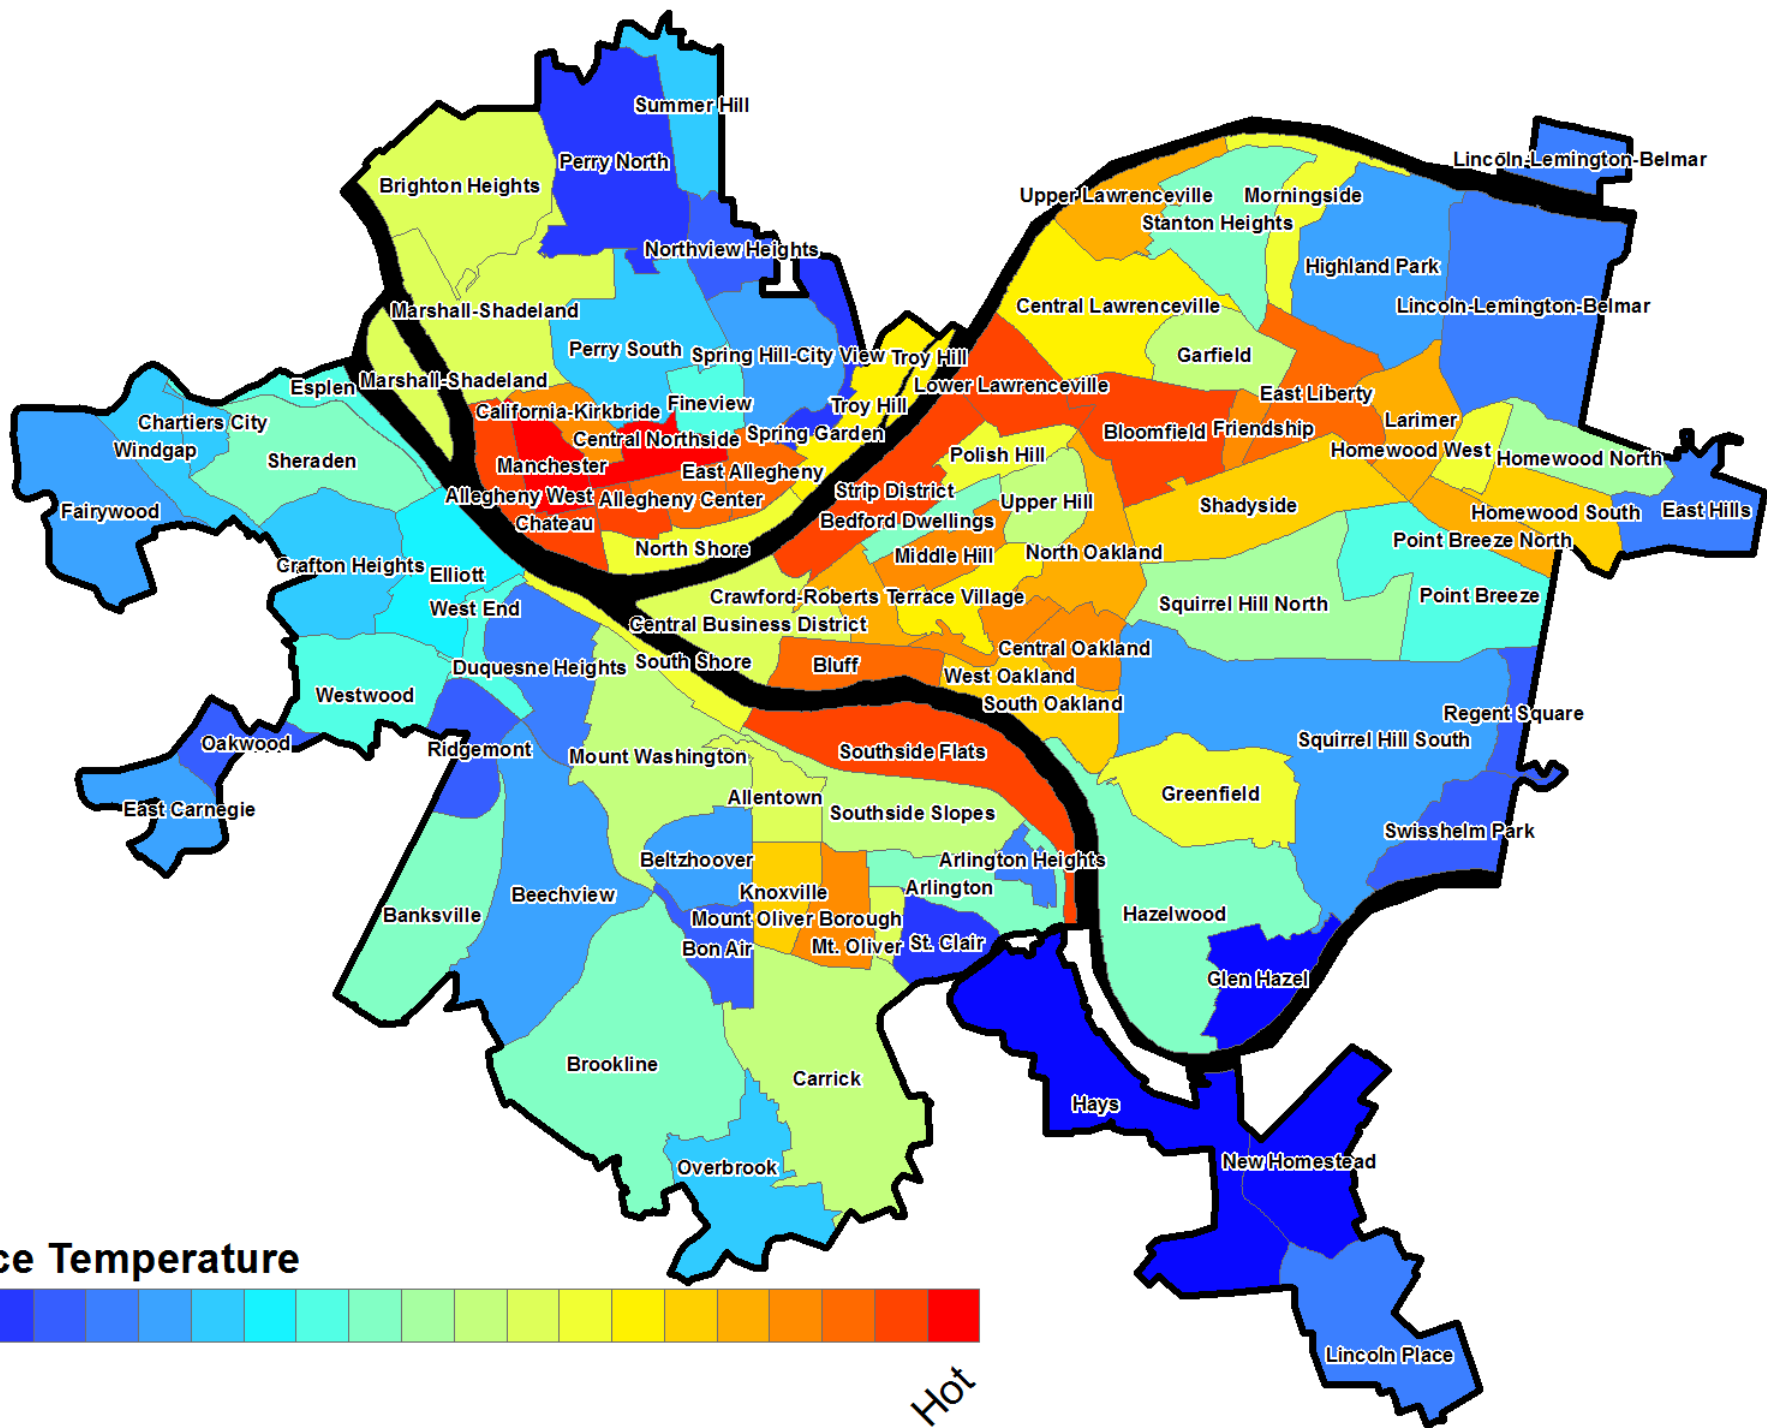 Summer Hill
Perry North
Lincoln-Lemington-Belmar
Brighton Heights
Upper Lawrenceville
Morningside
Stanton Heights
Northview Heights
Highland Park
Marshall-Shadeland
Central Lawrenceville
Lincoln-Lemington-Belmar
Perry South
Spring Hill-City View
Troy Hill
Garfield
Esplen
Marshall-Shadeland
Lower Lawrenceville
East Liberty
California-Kirkbride
Fineview
Troy Hill
Chartiers City
Larimer
Windgap
Central Northside
Spring Garden
Bloomfield
Friendship
Sheraden
Manchester
Polish Hill
Homewood West
Homewood North
East Allegheny
Allegheny West
Allegheny Center
Strip District
Upper Hill
Shadyside
Fairywood
Chateau
Bedford Dwellings
Homewood South
East Hills
North Shore
Middle Hill
North Oakland
Point Breeze North
Crafton Heights
Elliott
West End
Crawford-Roberts
Terrace Village
Squirrel Hill North
Point Breeze
Central Business District
Duquesne Heights
South Shore
Bluff
Central Oakland
West Oakland
Westwood
South Oakland
Regent Square
Oakwood
Ridgemont
Mount Washington
Southside Flats
Squirrel Hill South
East Carnegie
Allentown
Southside Slopes
Greenfield
Swisshelm Park
Beltzhoover
Arlington Heights
Beechview
Knoxville
Arlington
Banksville
Mount Oliver Borough
Hazelwood
Bon Air
Mt. Oliver
St. Clair
Glen Hazel
Brookline
Carrick
Hays
Overbrook
New Homestead
ce Temperature
Lincoln Place
Hot